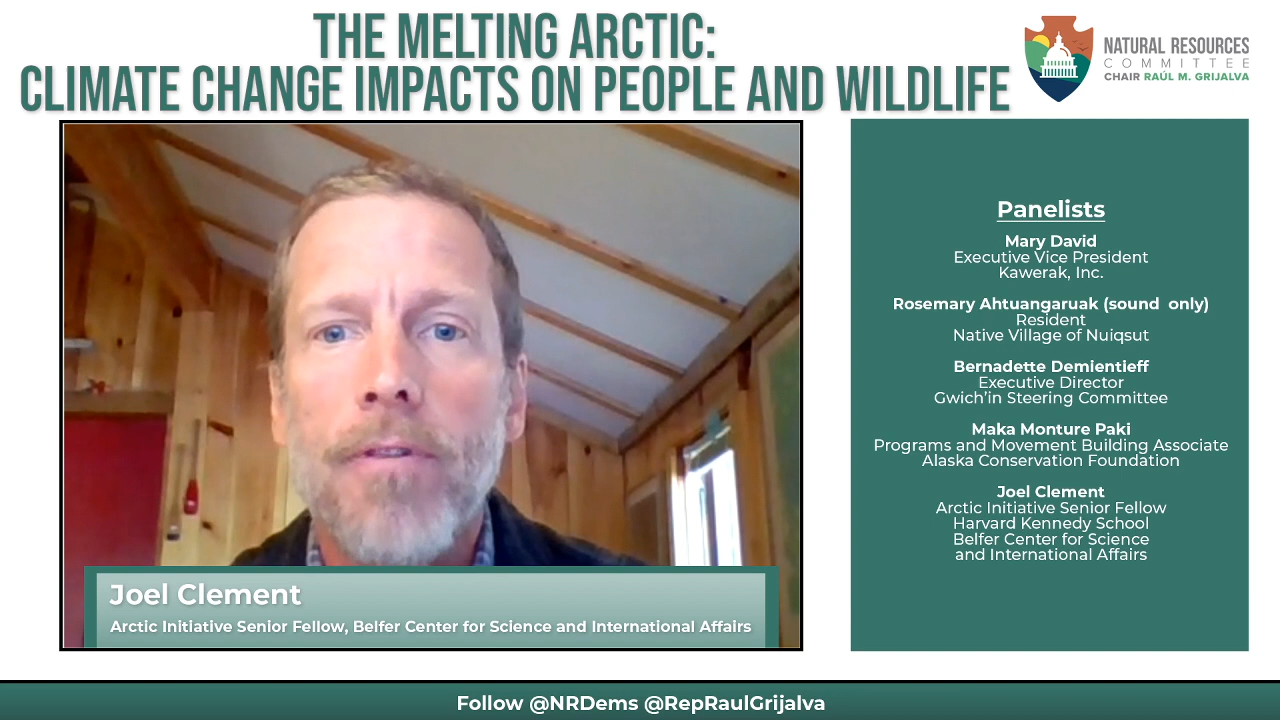 THE MELTING ARCTIC:
CLIMATE CHANGE IMPACTS ON PEOPLE AND WILDLIFE
NATURAL RESOURCES
COMMITTEE
CHAIR RAÚL M. GRIJALVA
Joel Clement
Arctic Initiative Senior Fellow, Belfer Center for Science and International Affairs
Panelists
Mary David
Executive Vice President
Kawerak, Inc.
Rosemary Ahtuangaruak (sound only)
Resident
Native Village of Nuiqsut
Bernadette Demientieff
Executive Director
Gwich’in Steering Committee
Maka Monture Paki
Programs and Movement Building Associate
Alaska Conservation Foundation
Joel Clement
Arctic Initiative Senior Fellow
Harvard Kennedy School
Belfer Center for Science
and International Affairs
Follow @NRDems @RepRaulGrijalva